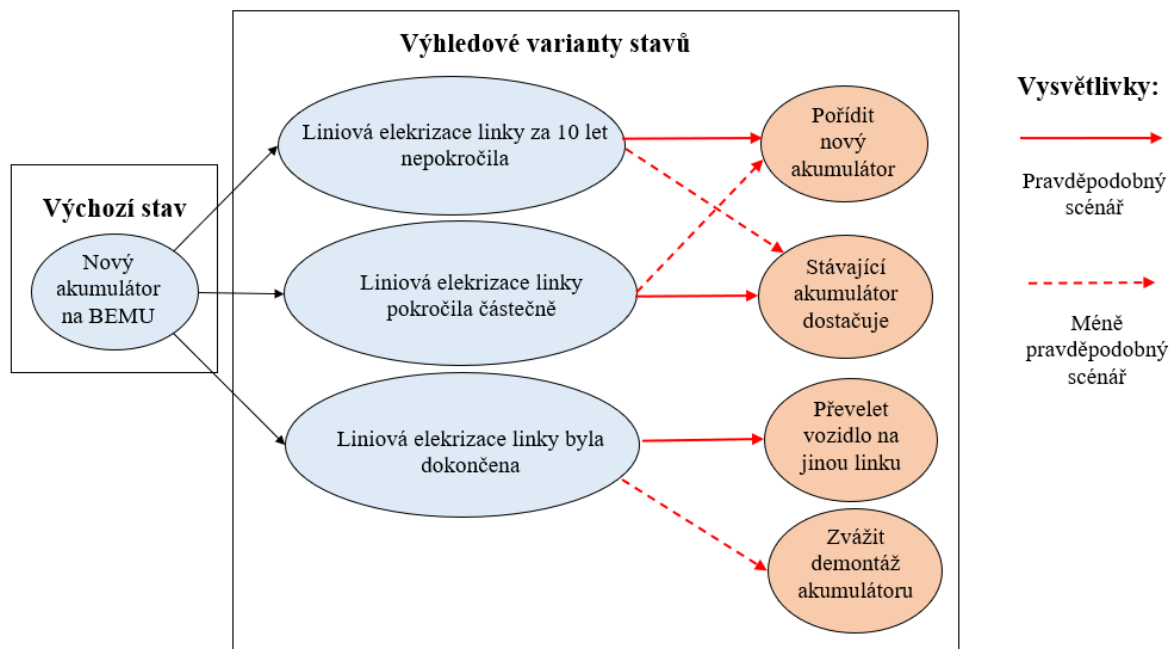 Výhledové varianty stavů
Výchozí stav
Nový
akumulátor
na BEMU
Liniová elekrizace linky za 10 let
nepokročila
Liniová elekrizace linky
pokročila částečně
Liniová elekrizace linky byla
dokončena
Pořídit
nový
akumulátor
Stávající
akumulátor
dostačuje
Převelet
vozidlo na
jinou linku
Zvážit
demontáž
akumulátoru
Vysvětlivky:
Pravděpodobný
scénář
Méně
pravděpodobný
scénář